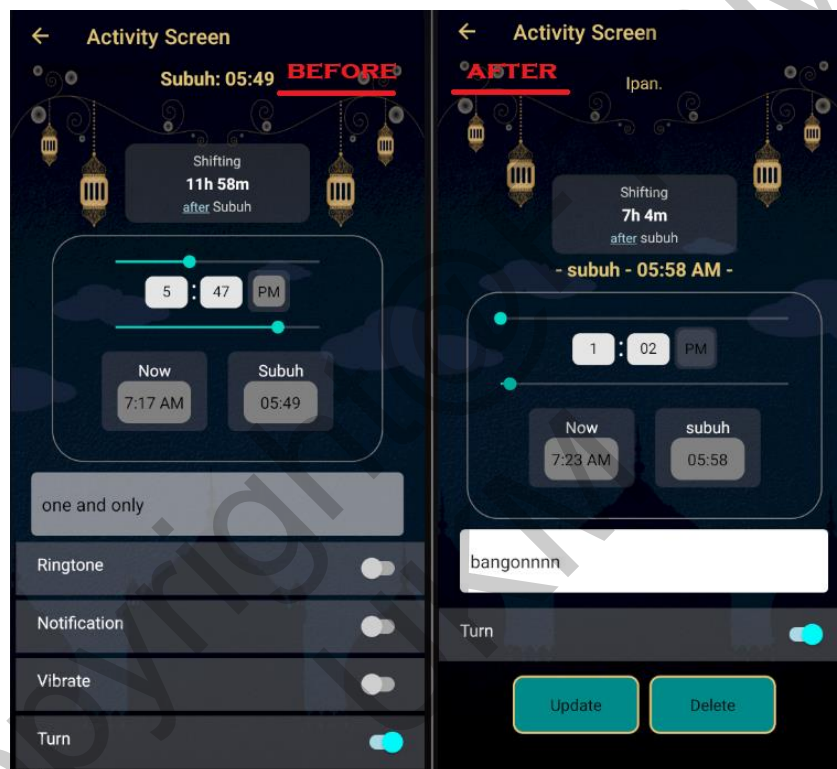 Activity Screen
Subuh: 05:49
BEFORE
Shifting
11h 58m
after Subuh
5 : 47 PM
Now
Subuh
7:17 AM
05:49
one and only
Ringtone
Notification
Vibrate
Turn
Activity Screen
AFTER
Ipan.
Shifting
7h 4m
after subuh
- subuh - 05:58 AM -
1 : 02 PM
Now
subuh
7:23 AM
05:58
bangonnnn
Turn
Update
Delete